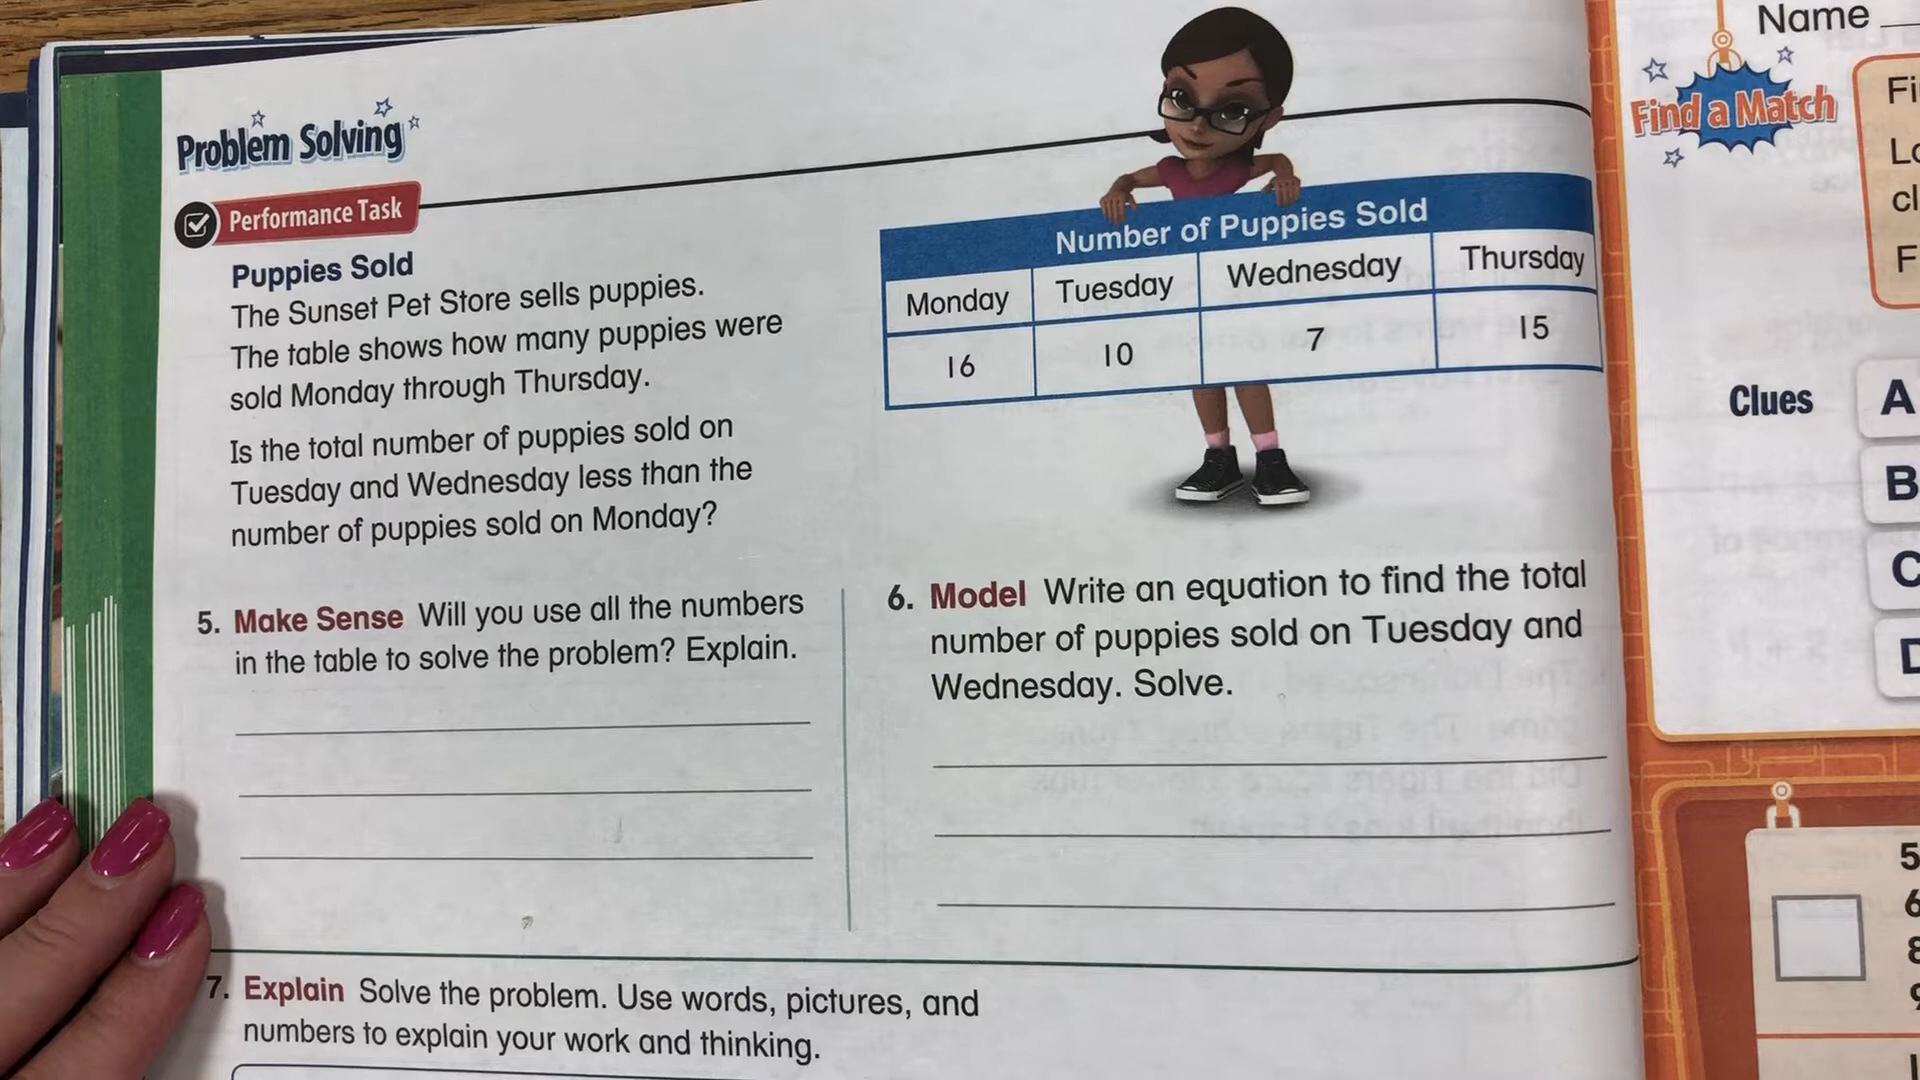 Problem Solving
Performance Task
Puppies Sold
The Sunset Pet Store sells puppies.
The table shows how many puppies were
sold Monday through Thursday.
Is the total number of puppies sold on
Tuesday and Wednesday less than the
number of puppies sold on Monday?
Number of Puppies Sold
Monday Tuesday Wednesday Thursday
16 10 7 15
5. Make Sense Will you use all the numbers
in the table to solve the problem? Explain.
6. Model Write an equation to find the total
number of puppies sold on Tuesday and
Wednesday. Solve.
7. Explain Solve the problem. Use words, pictures, and
numbers to explain your work and thinking.
Name
Find a Match
Clues
A
B
C
D
5
6
8
9